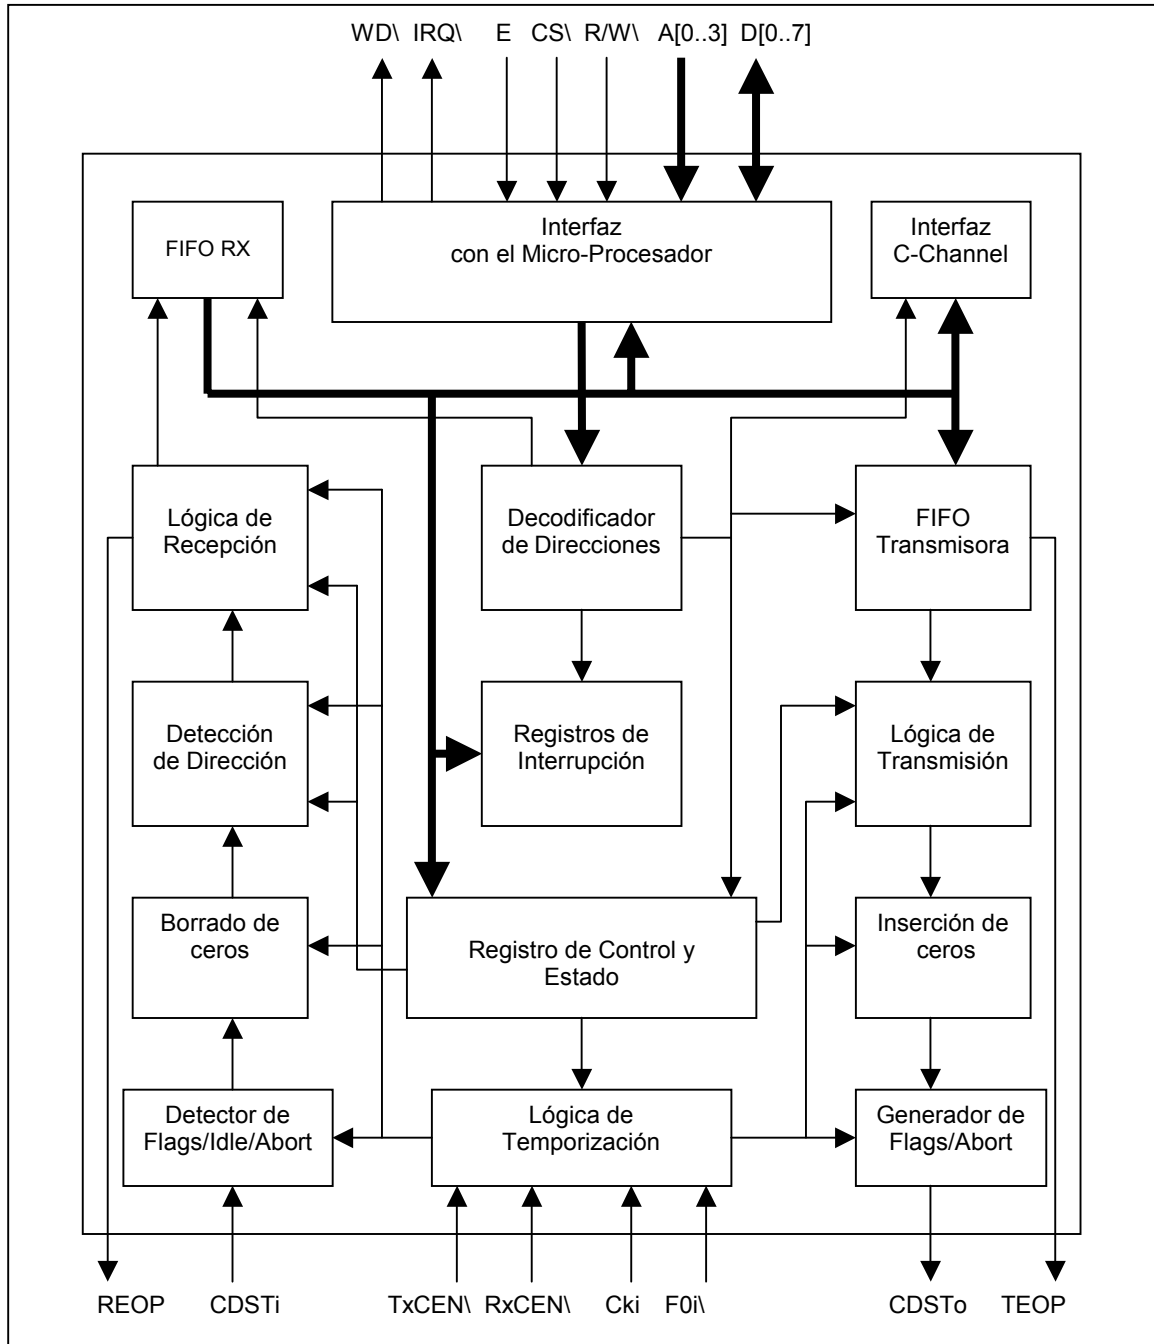 WD\ IRQ\ E CS\ R/W\ A[0..3] D[0..7]
FIFO RX
Interfaz
con el Micro-Procesador
Interfaz
C-Channel
Lógica de
Recepción
Decodificador
de Direcciones
FIFO
Transmisora
Detección
de Dirección
Registros de
Interrupción
Lógica de
Transmisión
Borrado de
ceros
Registro de Control y
Estado
Inserción de
ceros
Detector de
Flags/Idle/Abort
Lógica de
Temporización
Generador de
Flags/Abort
REOP CDSTi TxCEN\ RxCEN\ Cki F0i\ CDSTo TEOP